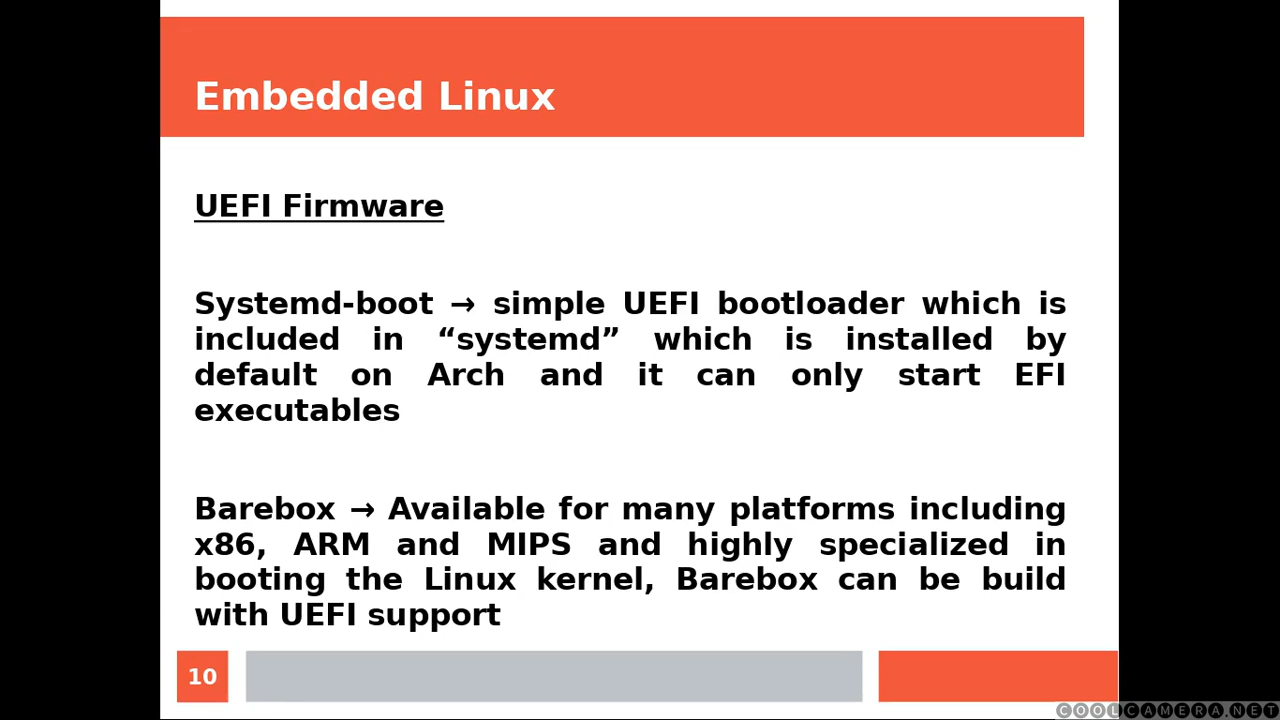 Embedded Linux
UEFI Firmware
Systemd-boot → simple UEFI bootloader which is
included in “systemd” which is installed by
default on Arch and it can only start EFI
executables
Barebox → Available for many platforms including
x86, ARM and MIPS and highly specialized in
booting the Linux kernel, Barebox can be build
with UEFI support
10
COOLCAMERA.NET